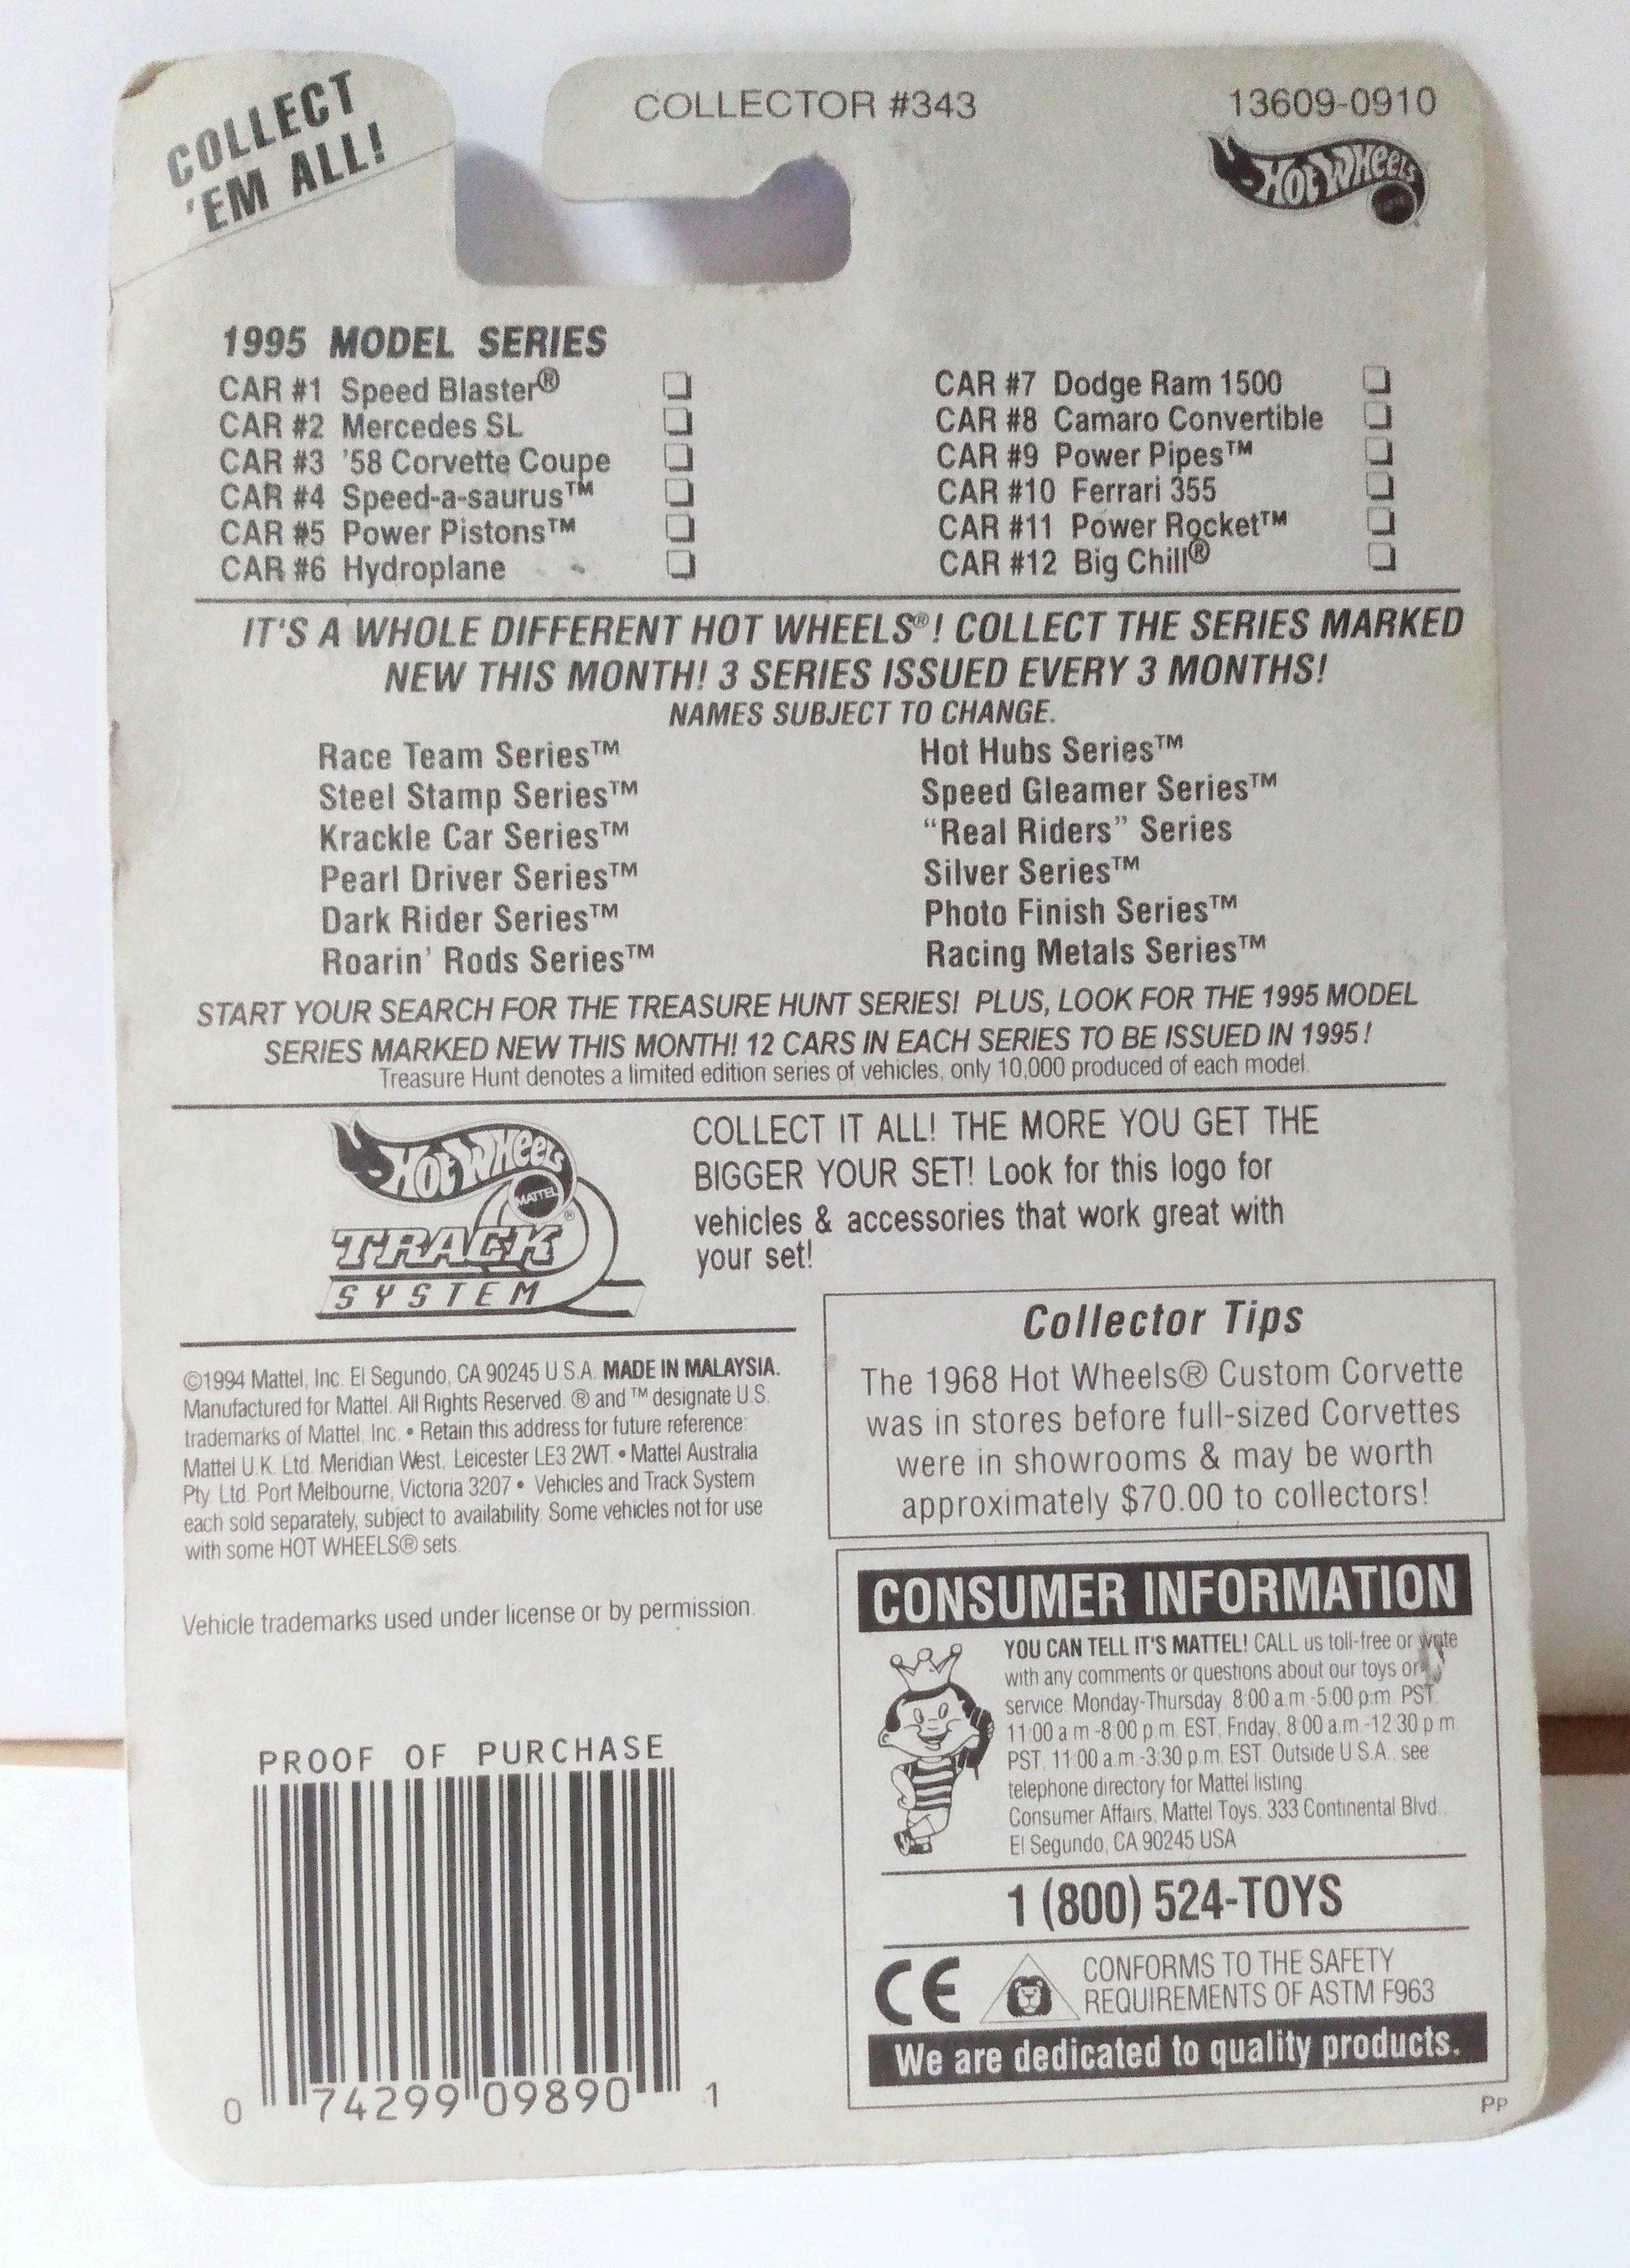 COLLECT
'EM ALL!
COLLECTOR #343
13609-0910
HOT WHEELS
1995 MODEL SERIES
CAR #1 Speed Blaster®
CAR #2 Mercedes SL
CAR #3 '58 Corvette Coupe
CAR #4 Speed-a-saurus™
CAR #5 Power Pistons™
CAR #6 Hydroplane
CAR #7 Dodge Ram 1500
CAR #8 Camaro Convertible
CAR #9 Power Pipes™
CAR #10 Ferrari 355
CAR #11 Power Rocket™
CAR #12 Big Chill®
IT'S A WHOLE DIFFERENT HOT WHEELS®! COLLECT THE SERIES MARKED
NEW THIS MONTH! 3 SERIES ISSUED EVERY 3 MONTHS!
NAMES SUBJECT TO CHANGE.
Race Team Series™
Steel Stamp Series™
Krackle Car Series™
Pearl Driver Series™
Dark Rider Series™
Roarin' Rods Series™
Hot Hubs Series™
Speed Gleamer Series™
“Real Riders” Series
Silver Series™
Photo Finish Series™
Racing Metals Series™
START YOUR SEARCH FOR THE TREASURE HUNT SERIES! PLUS, LOOK FOR THE 1995 MODEL
SERIES MARKED NEW THIS MONTH! 12 CARS IN EACH SERIES TO BE ISSUED IN 1995!
Treasure Hunt denotes a limited edition series of vehicles, only 10,000 produced of each model.
HOT WHEELS
MATTEL
TRACK®
SYSTEM
COLLECT IT ALL! THE MORE YOU GET THE
BIGGER YOUR SET! Look for this logo for
vehicles & accessories that work great with
your set!
©1994 Mattel, Inc. El Segundo, CA 90245 U.S.A. MADE IN MALAYSIA.
Manufactured for Mattel. All Rights Reserved. ® and ™ designate U.S.
trademarks of Mattel, Inc. • Retain this address for future reference:
Mattel U.K. Ltd. Meridian West, Leicester LE3 2WT. • Mattel Australia
Pty. Ltd. Port Melbourne, Victoria 3207 • Vehicles and Track System
each sold separately, subject to availability. Some vehicles not for use
with some HOT WHEELS® sets.
Vehicle trademarks used under license or by permission.
Collector Tips
The 1968 Hot Wheels® Custom Corvette
was in stores before full-sized Corvettes
were in showrooms & may be worth
approximately $70.00 to collectors!
CONSUMER INFORMATION
YOU CAN TELL IT'S MATTEL! CALL us toll-free or write
with any comments or questions about our toys or
service. Monday-Thursday, 8:00 a.m.-5:00 p.m. PST,
11:00 a.m.-8:00 p.m. EST, Friday, 8:00 a.m.-12:30 p.m.
PST, 11:00 a.m.-3:30 p.m. EST. Outside U.S.A., see
telephone directory for Mattel listing.
Consumer Affairs, Mattel Toys, 333 Continental Blvd.,
El Segundo, CA 90245 USA
1 (800) 524-TOYS
CE
CONFORMS TO THE SAFETY
REQUIREMENTS OF ASTM F963
We are dedicated to quality products.
PP
PROOF OF PURCHASE
0 74299 09890 1